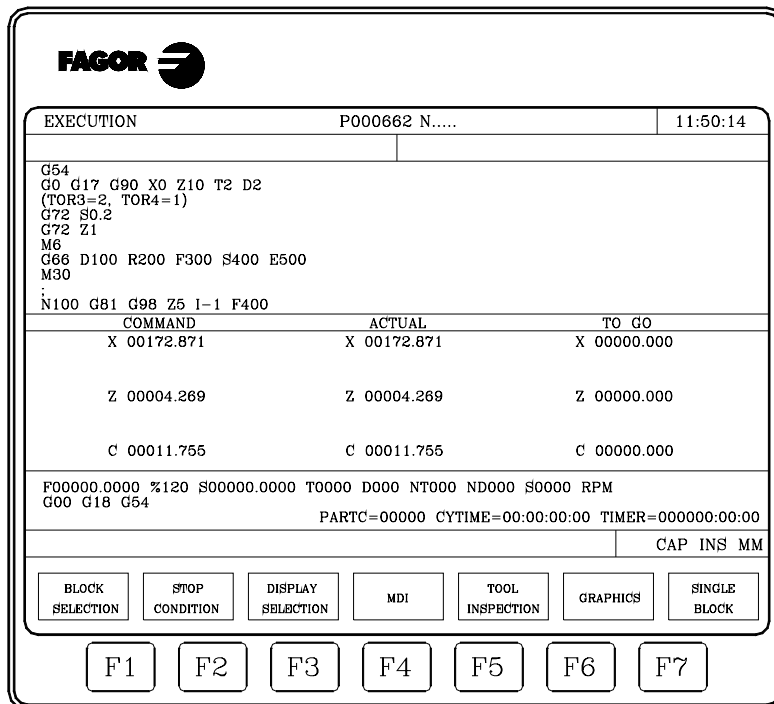 FAGOR
EXECUTION P000662 N..... 11:50:14
G54
G0 G17 G90 X0 Z10 T2 D2
(TOR3=2, TOR4=1)
G72 S0.2
G72 Z1
M6
G66 D100 R200 F300 S400 E500
M30
;
N100 G81 G98 Z5 I-1 F400
COMMAND ACTUAL TO GO
X 00172.871 X 00172.871 X 00000.000
Z 00004.269 Z 00004.269 Z 00000.000
C 00011.755 C 00011.755 C 00000.000
F00000.0000 %120 S00000.0000 T0000 D000 NT000 ND000 S0000 RPM
G00 G18 G54
PARTC=00000 CYTIME=00:00:00:00 TIMER=000000:00:00
CAP INS MM
BLOCK SELECTION STOP CONDITION DISPLAY SELECTION MDI TOOL INSPECTION GRAPHICS SINGLE BLOCK
F1 F2 F3 F4 F5 F6 F7